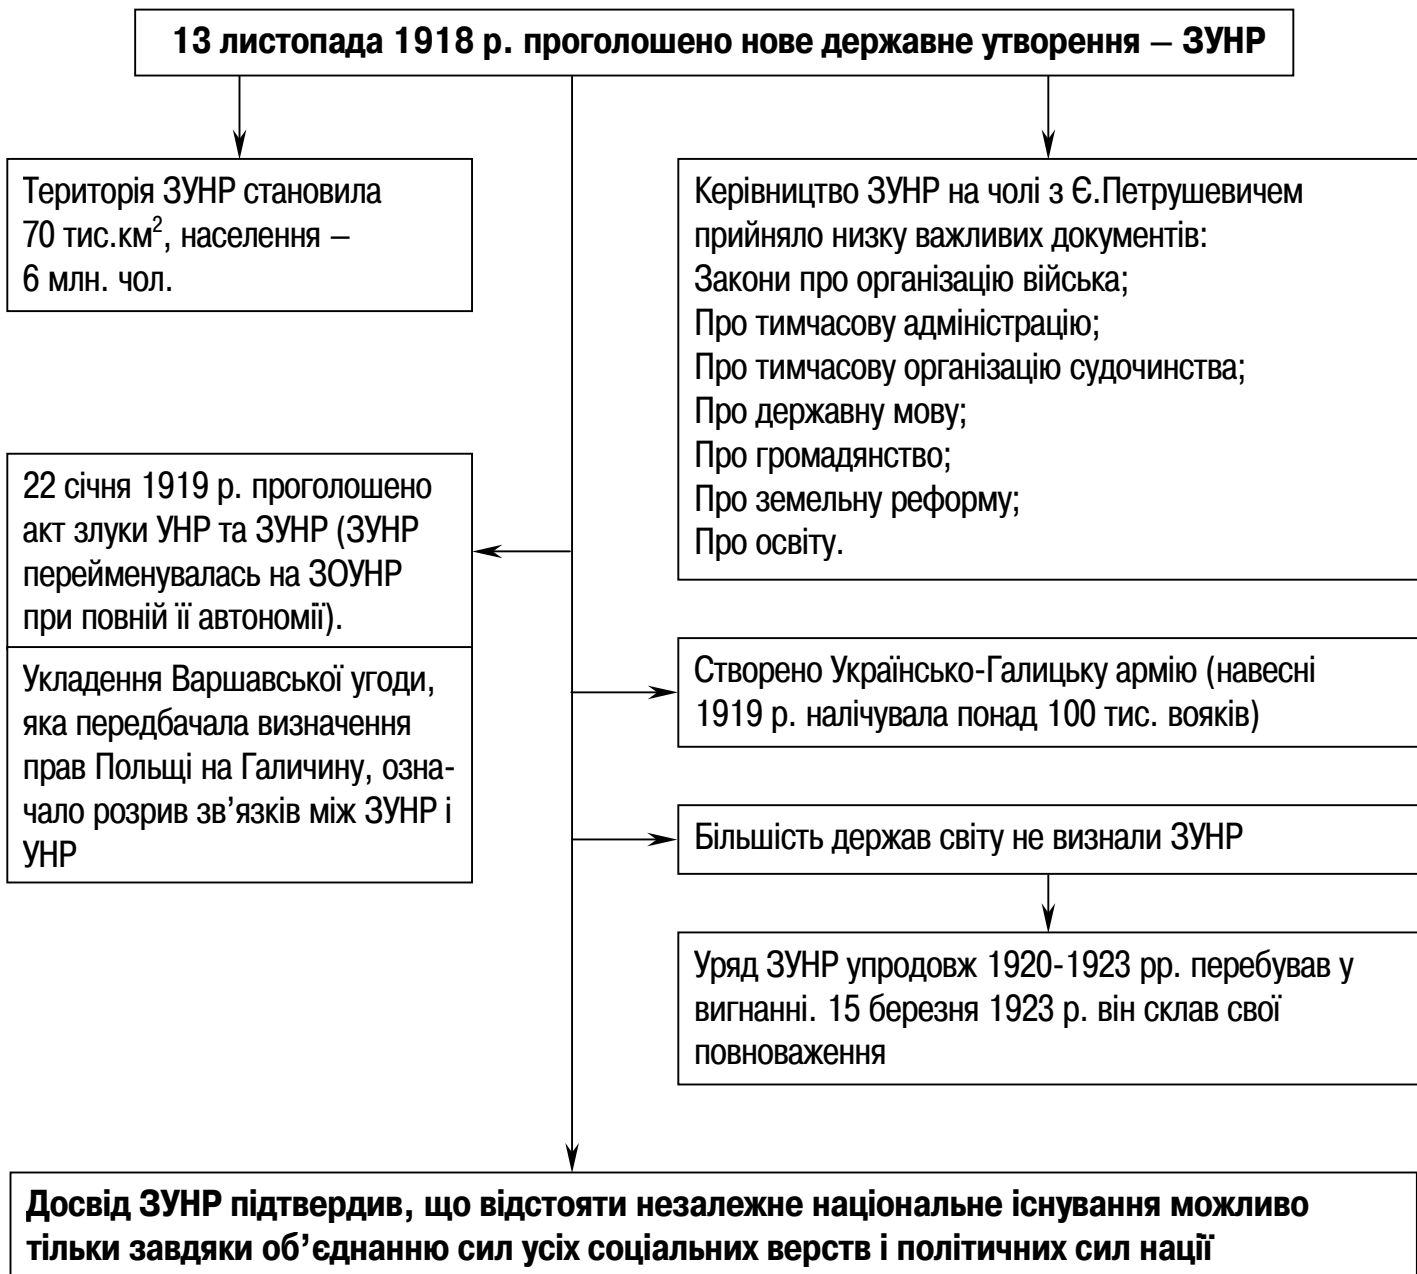 13 листопада 1918 р. проголошено нове державне утворення – ЗУНР
Територія ЗУНР становила
70 тис.км², населення –
6 млн. чол.
Керівництво ЗУНР на чолі з Є.Петрушевичем
прийняло низку важливих документів:
Закони про організацію війська;
Про тимчасову адміністрацію;
Про тимчасову організацію судочинства;
Про державну мову;
Про громадянство;
Про земельну реформу;
Про освіту.
22 січня 1919 р. проголошено
акт злуки УНР та ЗУНР (ЗУНР
перейменувалась на ЗОУНР
при повній її автономії).
Укладення Варшавської угоди,
яка передбачала визначення
прав Польщі на Галичину, озна-
чало розрив зв’язків між ЗУНР і
УНР
Створено Українсько-Галицьку армію (навесні
1919 р. налічувала понад 100 тис. вояків)
Більшість держав світу не визнали ЗУНР
Уряд ЗУНР упродовж 1920-1923 рр. перебував у
вигнанні. 15 березня 1923 р. він склав свої
повноваження
Досвід ЗУНР підтвердив, що відстояти незалежне національне існування можливо
тільки завдяки об’єднанню сил усіх соціальних верств і політичних сил нації